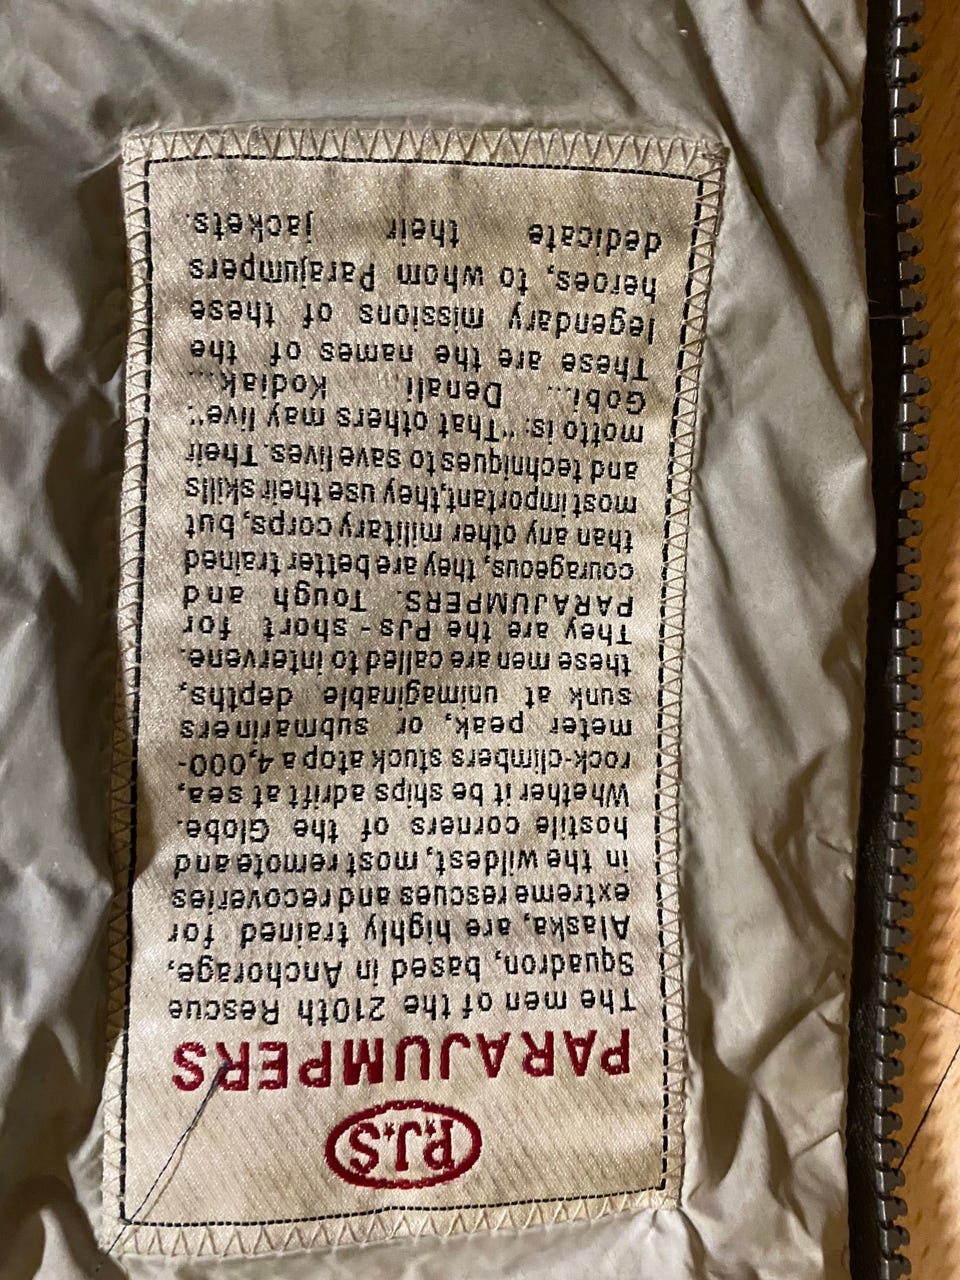 P.J.S
PARAJUMPERS
The men of the 210th Rescue
Squadron, based in Anchorage,
Alaska, are highly trained for
extreme rescues and recoveries
in the wildest, most remote and
hostile corners of the Globe.
Whether it be ships adrift at sea,
rock-climbers stuck atop a 4,000-
meter peak, or submariners
sunk at unimaginable depths,
these men are called to intervene.
They are the PJs - short for
PARAJUMPERS. Tough and
courageous, they are better trained
than any other military corps, but
most important, they use their skills
and techniques to save lives. Their
motto is: "That others may live".
Gobi... Denali... Kodiak...
These are the names of the
legendary missions of these
heroes, to whom Parajumpers
dedicate their jackets.